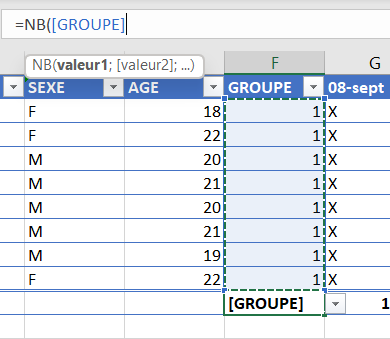 =NB([GROUPE]
F
G
NB(valeur1; [valeur2]; ...)
SEXE AGE GROUPE 08-sept
F 18 1 X
F 22 1 X
M 20 1 X
M 21 1 X
M 20 1 X
M 21 1 X
M 19 1 X
F 22 1 X
[GROUPE] 1